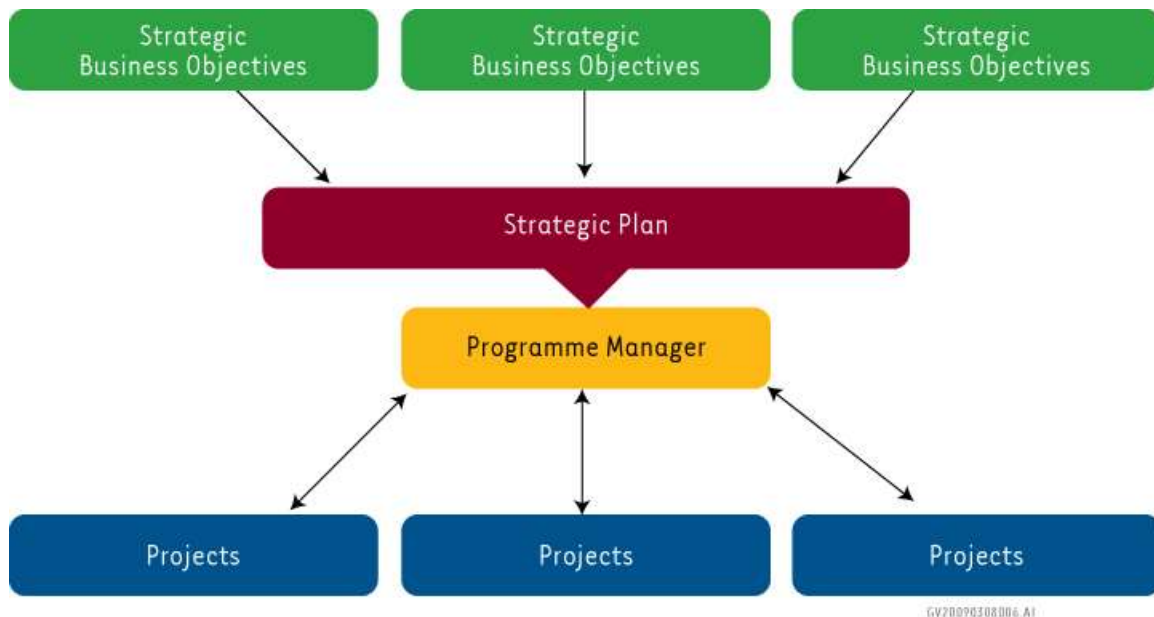 Strategic
Business Objectives
Strategic
Business Objectives
Strategic
Business Objectives
Strategic Plan
Programme Manager
Projects
Projects
Projects
GV20090308006.AI